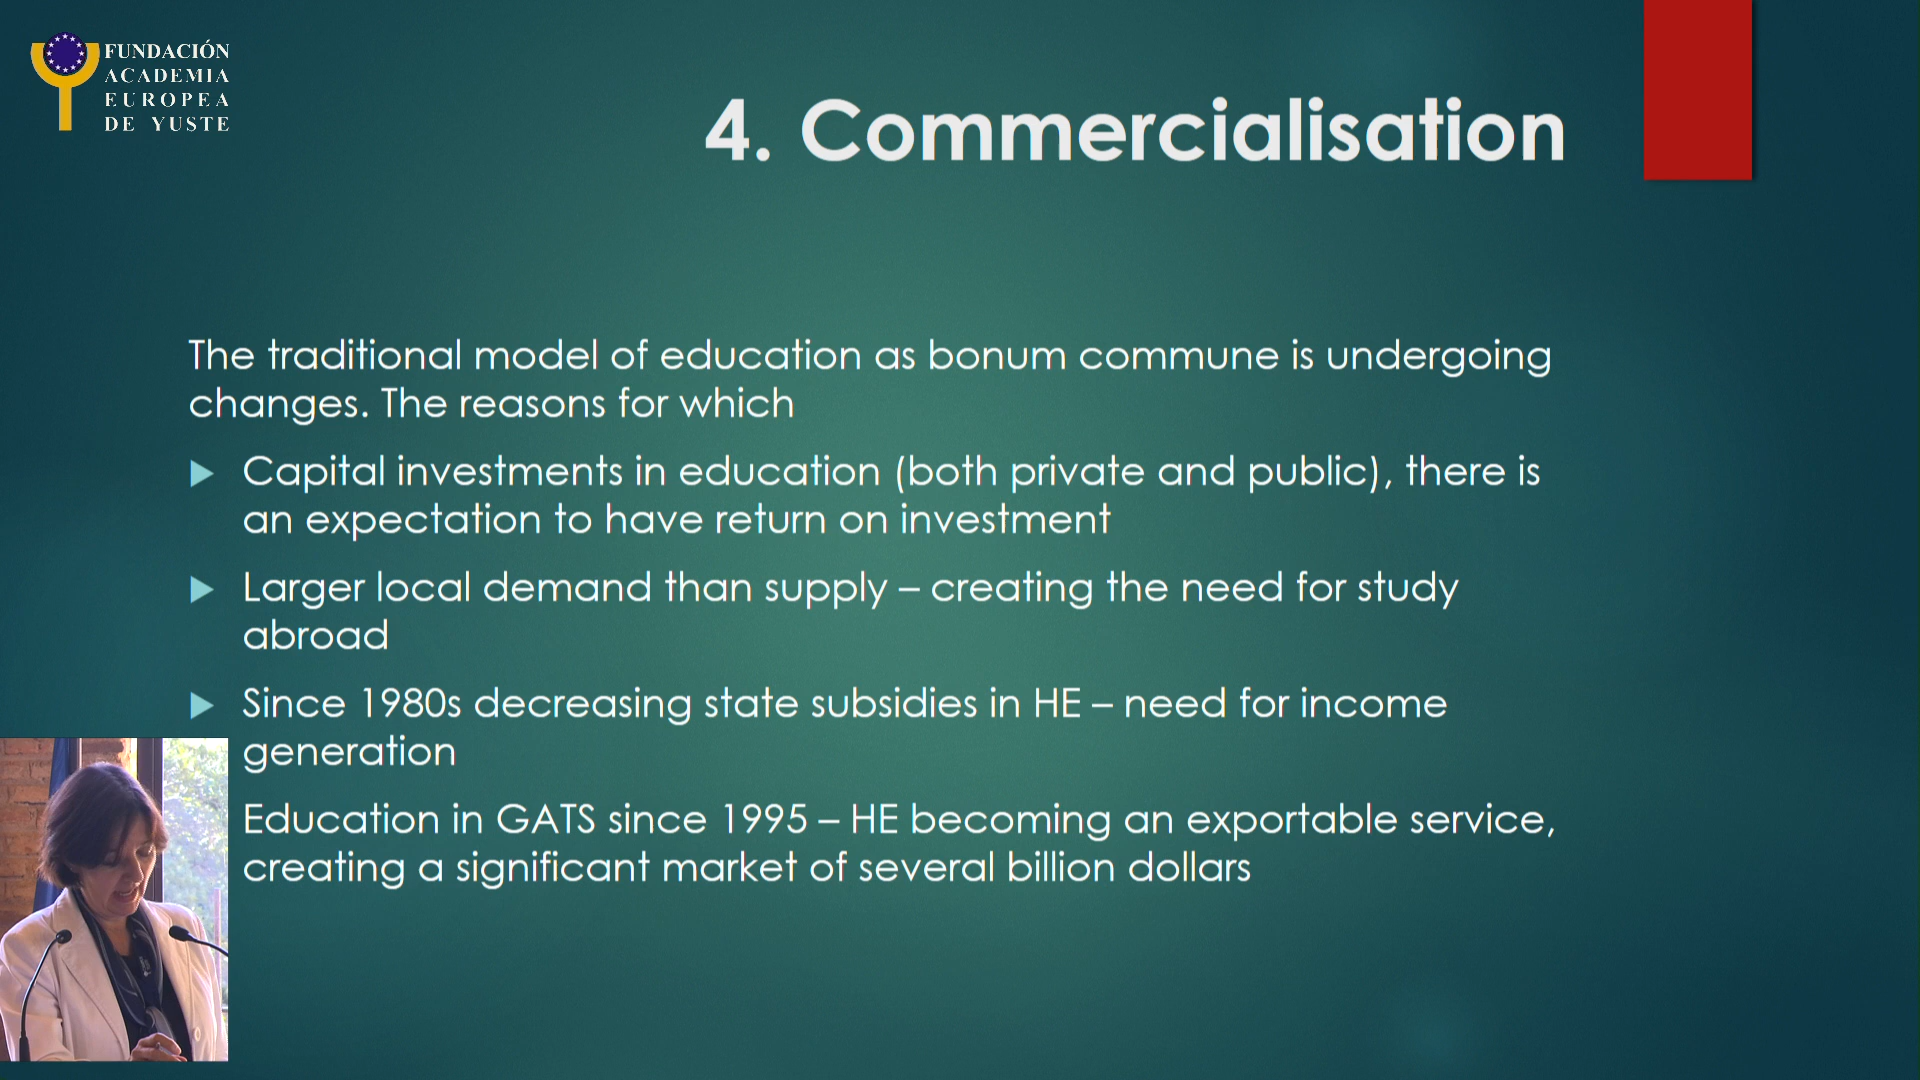 FUNDACIÓN
ACADEMIA
EUROPEA
DE YUSTE
4. Commercialisation
The traditional model of education as bonum commune is undergoing
changes. The reasons for which
Capital investments in education (both private and public), there is
an expectation to have return on investment
Larger local demand than supply – creating the need for study
abroad
Since 1980s decreasing state subsidies in HE – need for income
generation
Education in GATS since 1995 – HE becoming an exportable service,
creating a significant market of several billion dollars